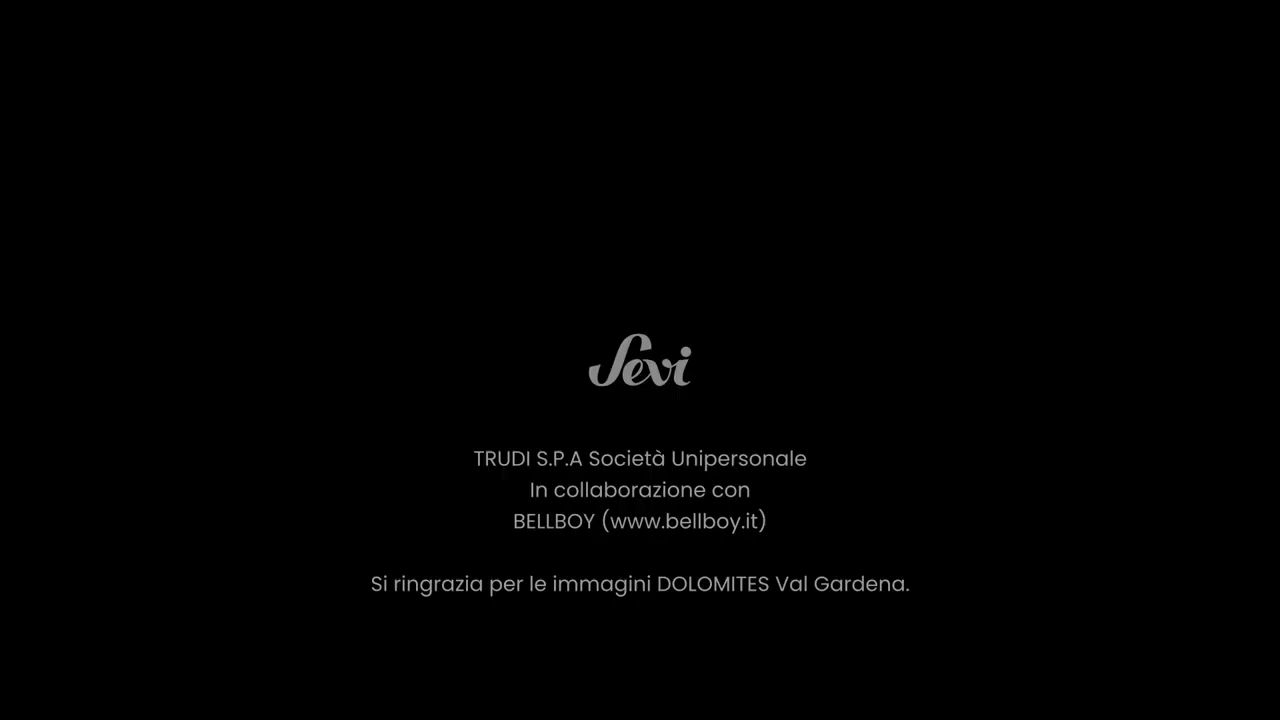 Sevi
TRUDI S.P.A Società Unipersonale
In collaborazione con
BELLBOY (www.bellboy.it)
Si ringrazia per le immagini DOLOMITES Val Gardena.